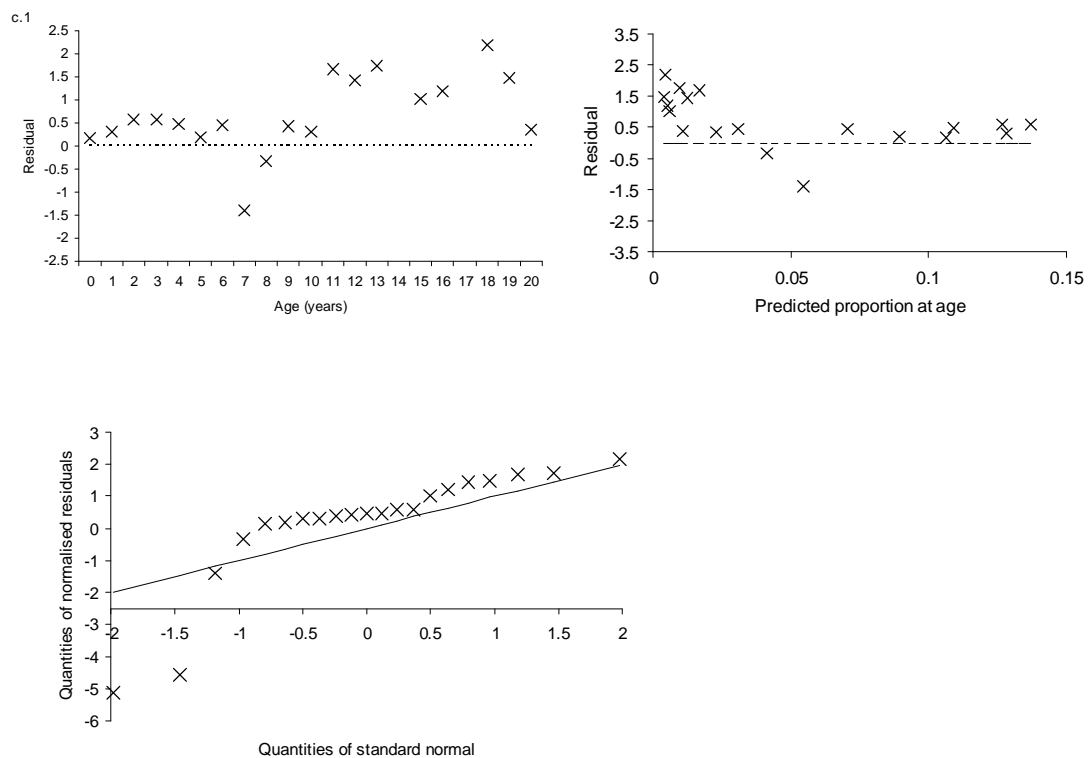 c.1
2.5
2
1.5
1
0.5
0
-0.5
-1
-1.5
-2
-2.5
Residual
0 1 2 3 4 5 6 7 8 9 10 11 12 13 14 15 16 17 18 19 20
Age (years)
3.5
2.5
1.5
0.5
-0.5
-1.5
-2.5
-3.5
Residual
0 0.05 0.1 0.15
Predicted proportion at age
3
2
1
0
-1
-2
-3
-4
-5
-6
Quantities of normalised residuals
-2 -1.5 -1 -0.5 0 0.5 1 1.5 2
Quantities of standard normal